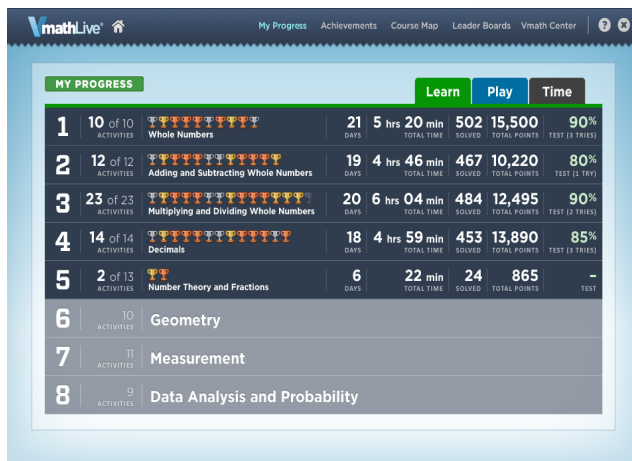 VmathLive®
My Progress Achievements Course Map Leader Boards Vmath Center ? x
MY PROGRESS
Learn Play Time
1 10 of 10 ACTIVITIES Whole Numbers 21 DAYS 5 hrs 20 min TOTAL TIME 502 SOLVED 15,500 TOTAL POINTS 90% TEST (3 TRIES)
2 12 of 12 ACTIVITIES Adding and Subtracting Whole Numbers 19 DAYS 4 hrs 46 min TOTAL TIME 467 SOLVED 10,220 TOTAL POINTS 80% TEST (1 TRY)
3 23 of 23 ACTIVITIES Multiplying and Dividing Whole Numbers 20 DAYS 6 hrs 04 min TOTAL TIME 484 SOLVED 12,495 TOTAL POINTS 90% TEST (2 TRIES)
4 14 of 14 ACTIVITIES Decimals 18 DAYS 4 hrs 59 min TOTAL TIME 453 SOLVED 13,890 TOTAL POINTS 85% TEST (3 TRIES)
5 2 of 13 ACTIVITIES Number Theory and Fractions 6 DAYS 22 min TOTAL TIME 24 SOLVED 865 TOTAL POINTS – TEST
6 10 ACTIVITIES Geometry
7 11 ACTIVITIES Measurement
8 9 ACTIVITIES Data Analysis and Probability